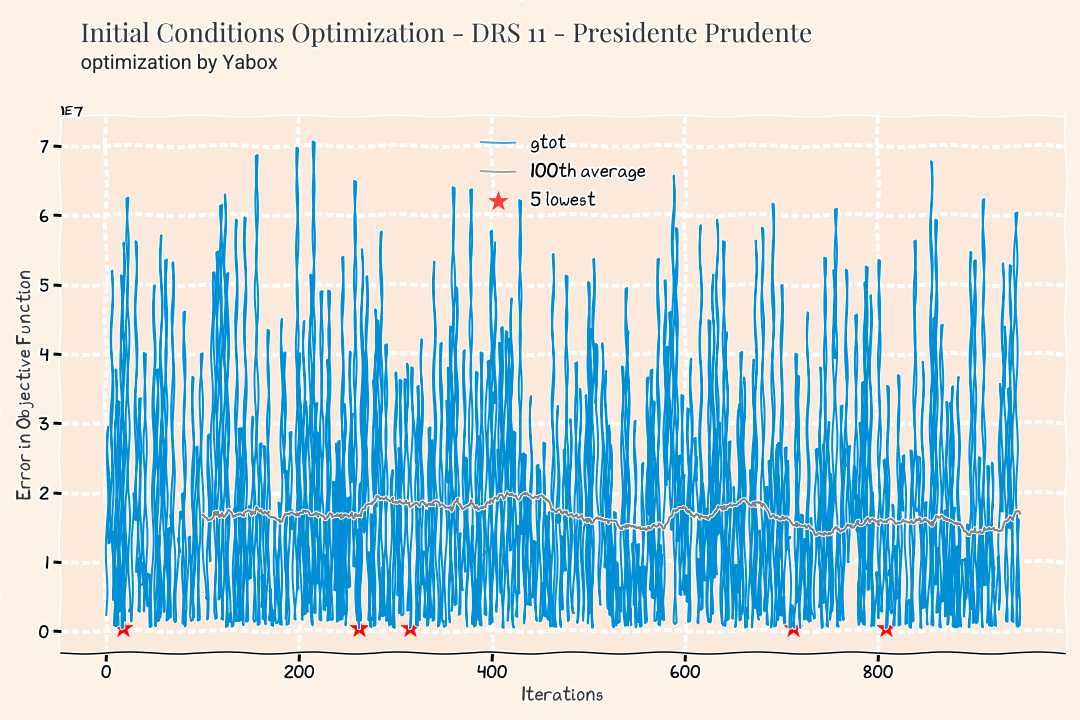 Initial Conditions Optimization - DRS 11 - Presidente Prudente
optimization by Yabox
1E7
gtot
100th average
5 lowest
Error in Objective Function
7
6
5
4
3
2
1
0
0 200 400 600 800
Iterations